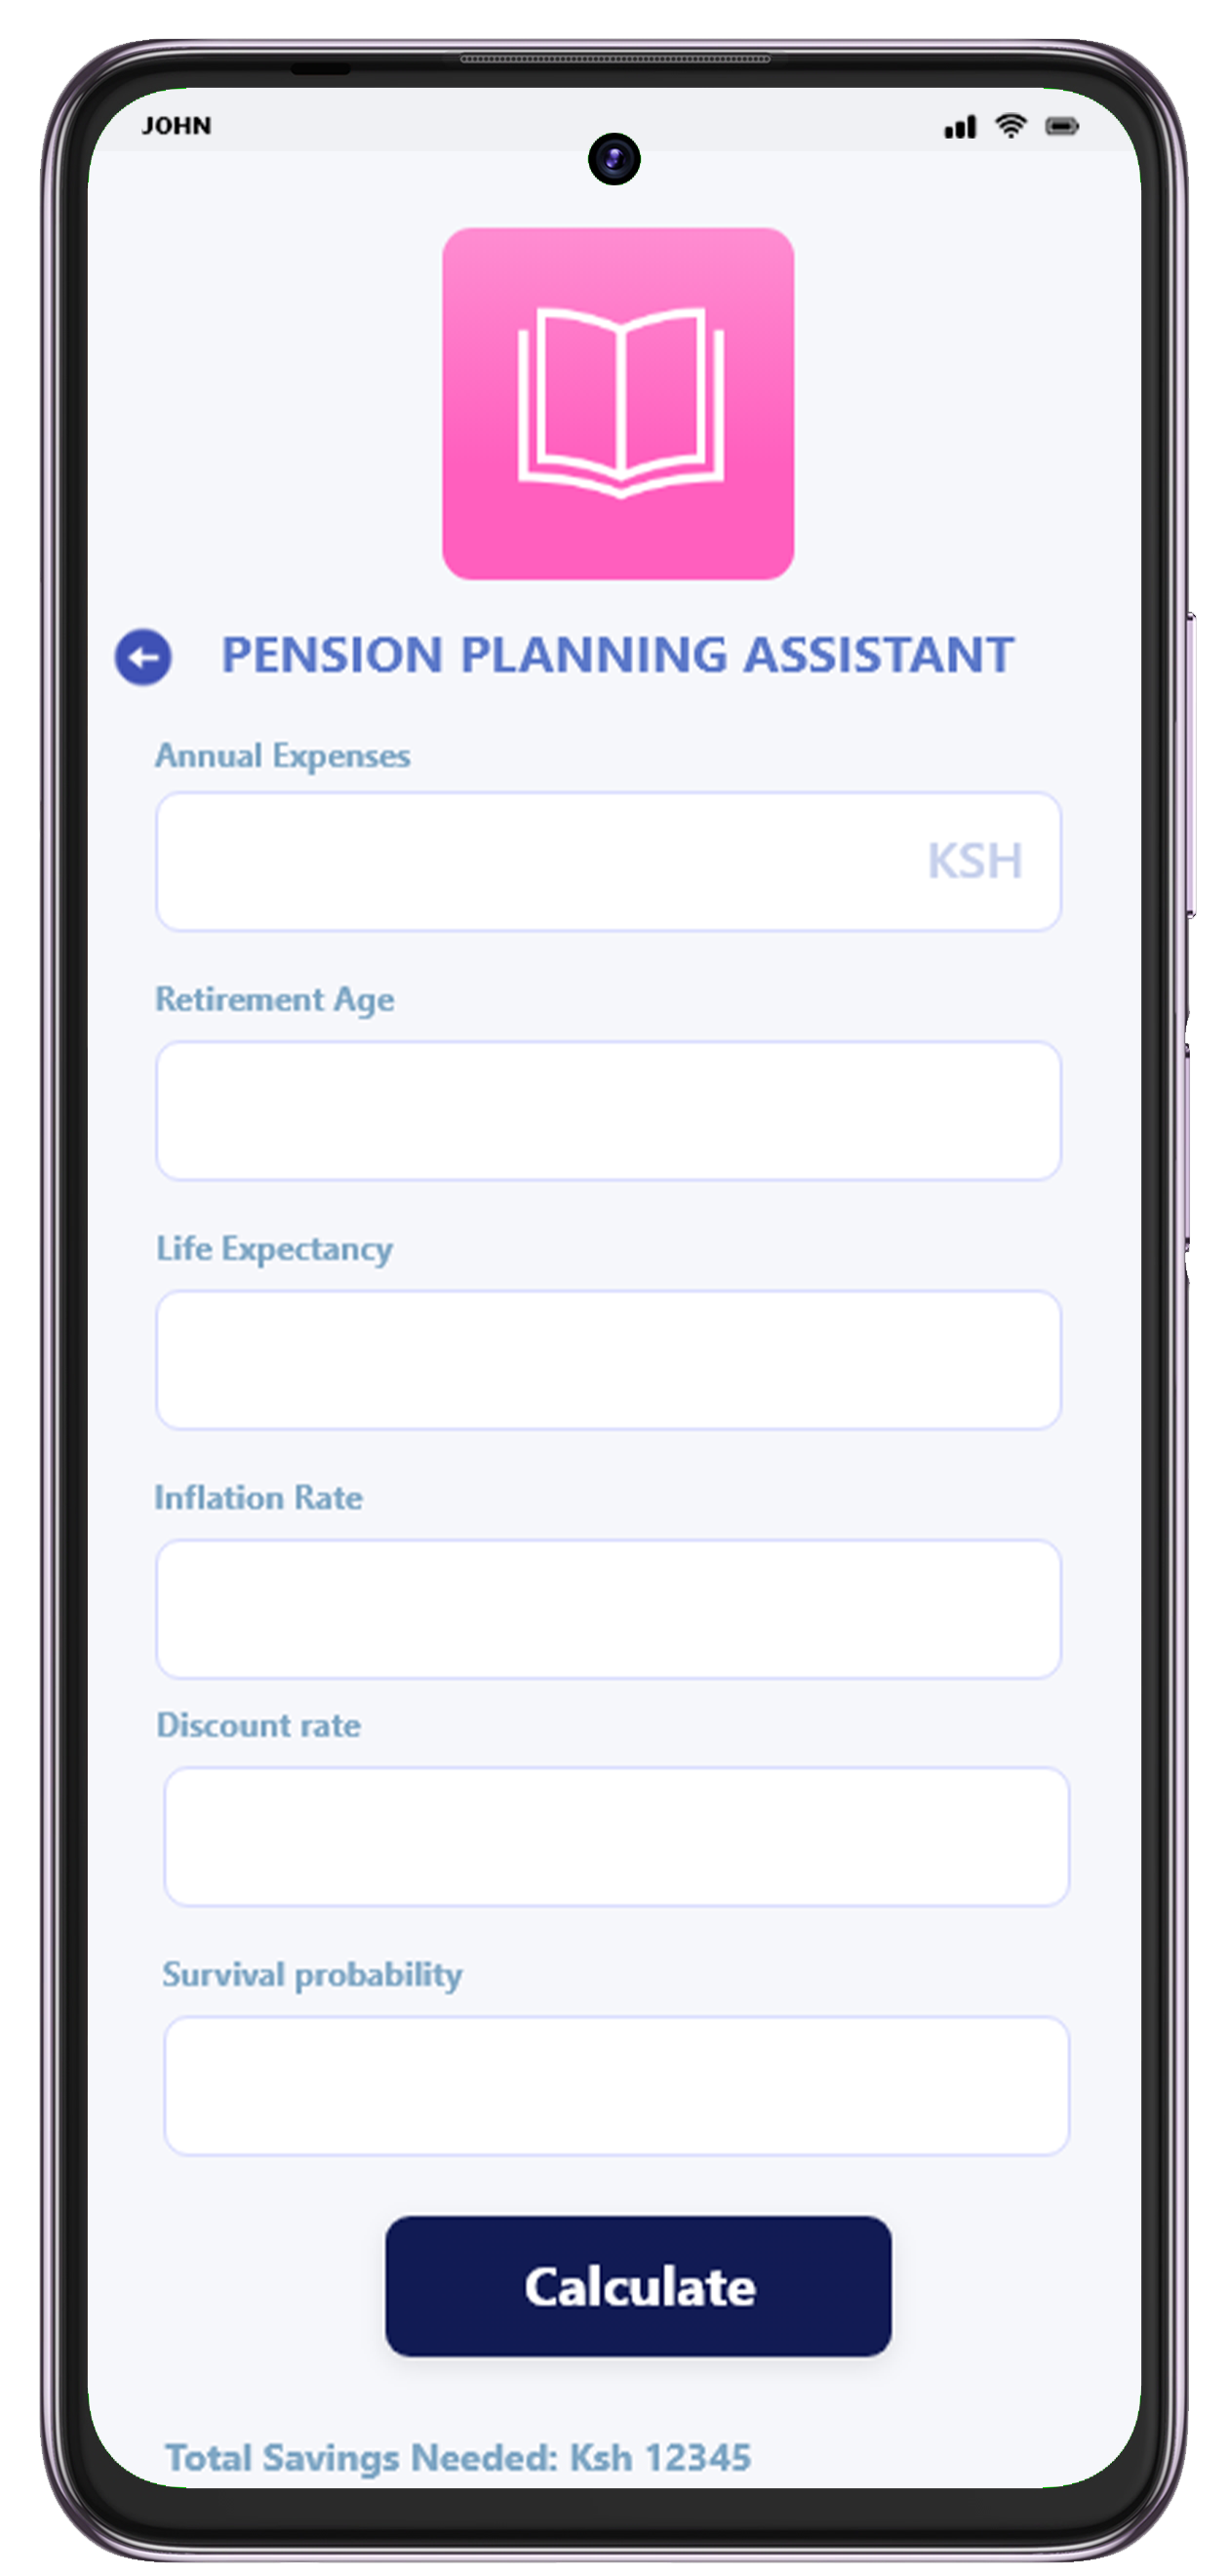 JOHN
PENSION PLANNING ASSISTANT
Annual Expenses
KSH
Retirement Age
Life Expectancy
Inflation Rate
Discount rate
Survival probability
Calculate
Total Savings Needed: Ksh 12345